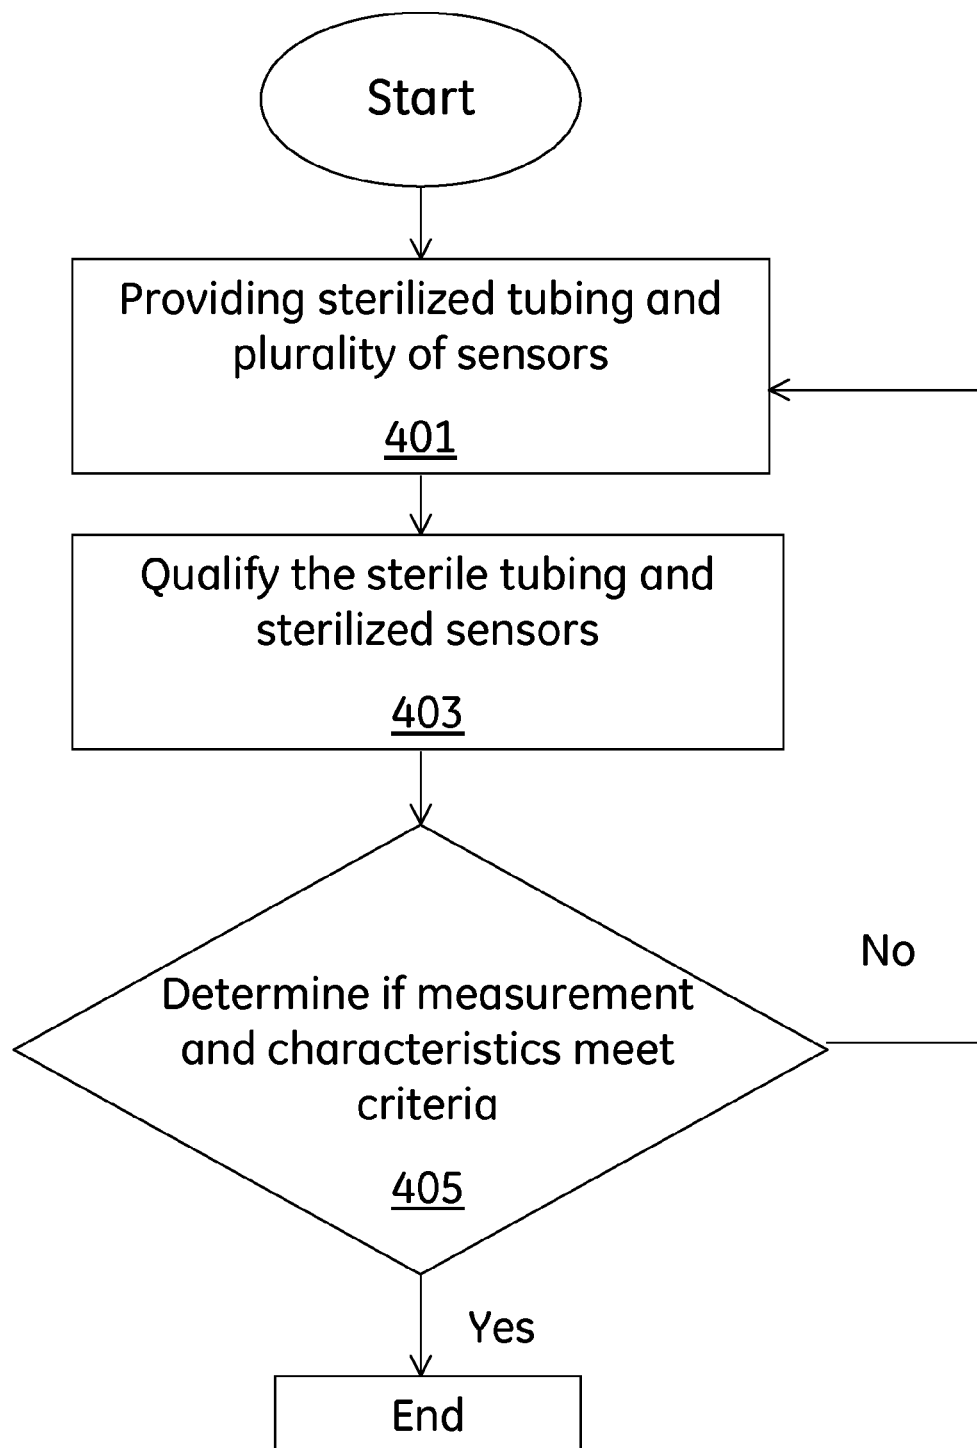 Start
Providing sterilized tubing and
plurality of sensors
401
Qualify the sterile tubing and
sterilized sensors
403
No
Determine if measurement
and characteristics meet
criteria
405
Yes
End